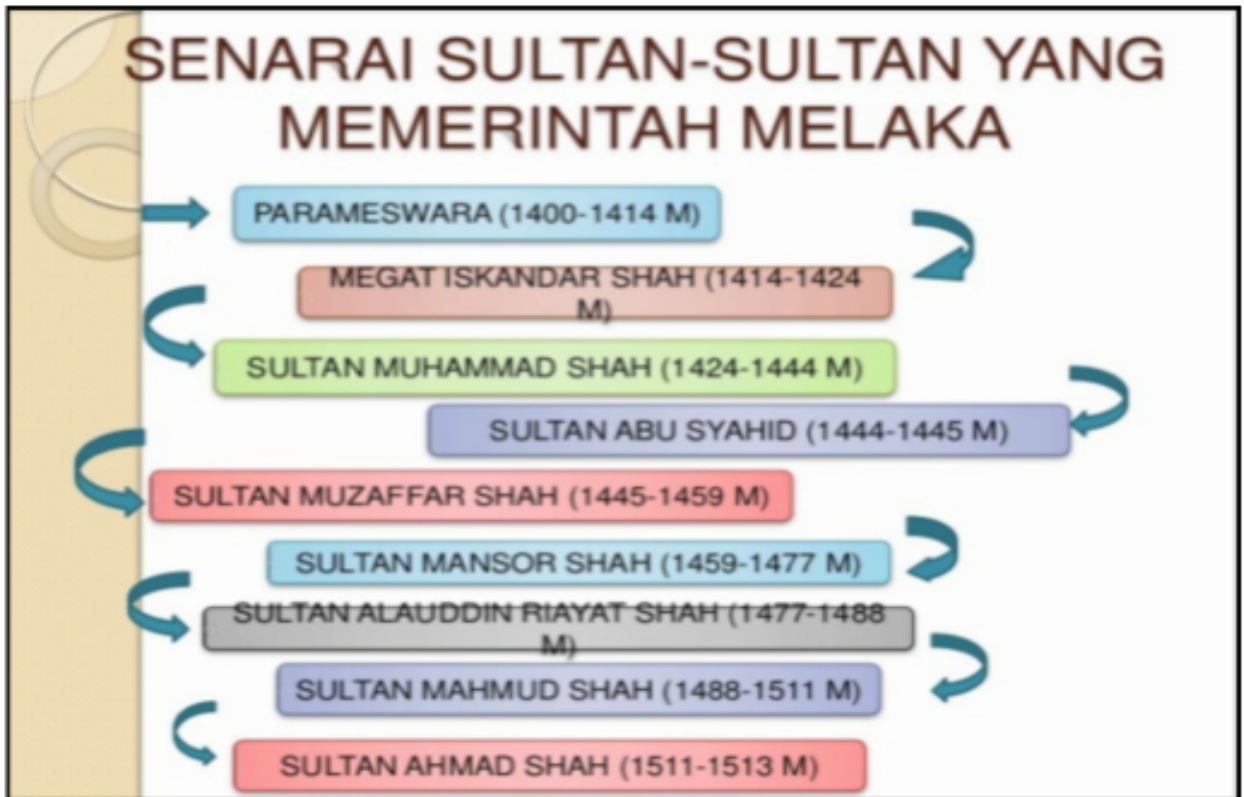 SENARAI SULTAN-SULTAN YANG
MEMERINTAH MELAKA
PARAMESWARA (1400-1414 M)
MEGAT ISKANDAR SHAH (1414-1424
M)
SULTAN MUHAMMAD SHAH (1424-1444 M)
SULTAN ABU SYAHID (1444-1445 M)
SULTAN MUZAFFAR SHAH (1445-1459 M)
SULTAN MANSOR SHAH (1459-1477 M)
SULTAN ALAUDDIN RIAYAT SHAH (1477-1488
M)
SULTAN MAHMUD SHAH (1488-1511 M)
SULTAN AHMAD SHAH (1511-1513 M)